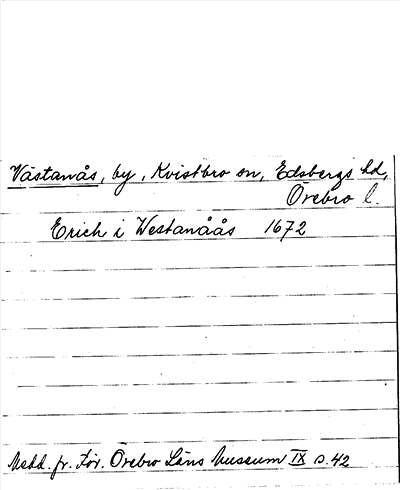 Västanås, by, Kvistbro sn, Edsbergs hd,
Örebro l.
Erich i Westanåås 1672
Medd. fr. För. Örebro Läns Museum IX s. 42